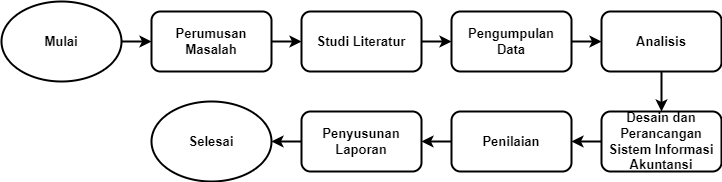 Mulai
Perumusan
Masalah
Studi Literatur
Pengumpulan
Data
Analisis
Desain dan
Perancangan
Sistem Informasi
Akuntansi
Penilaian
Penyusunan
Laporan
Selesai